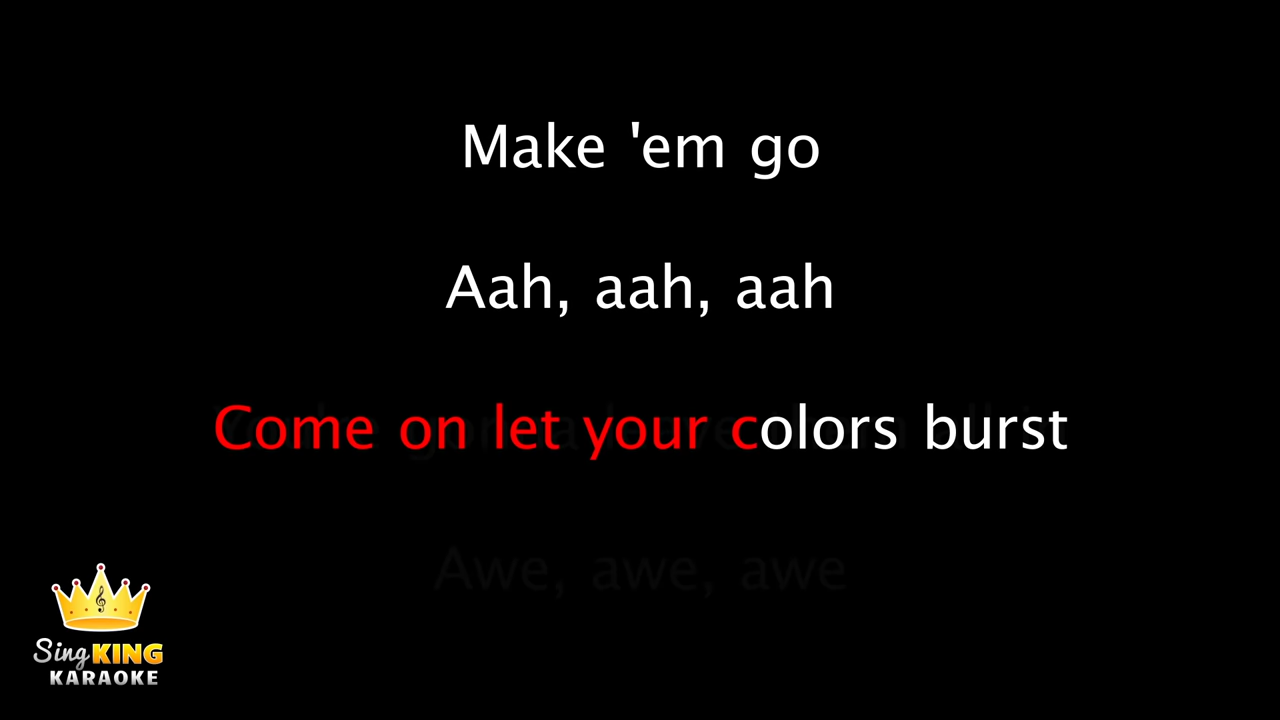 Make 'em go
Aah, aah, aah
Come on let your colors burst
Awe, awe, awe
Sing KING
KARAOKE